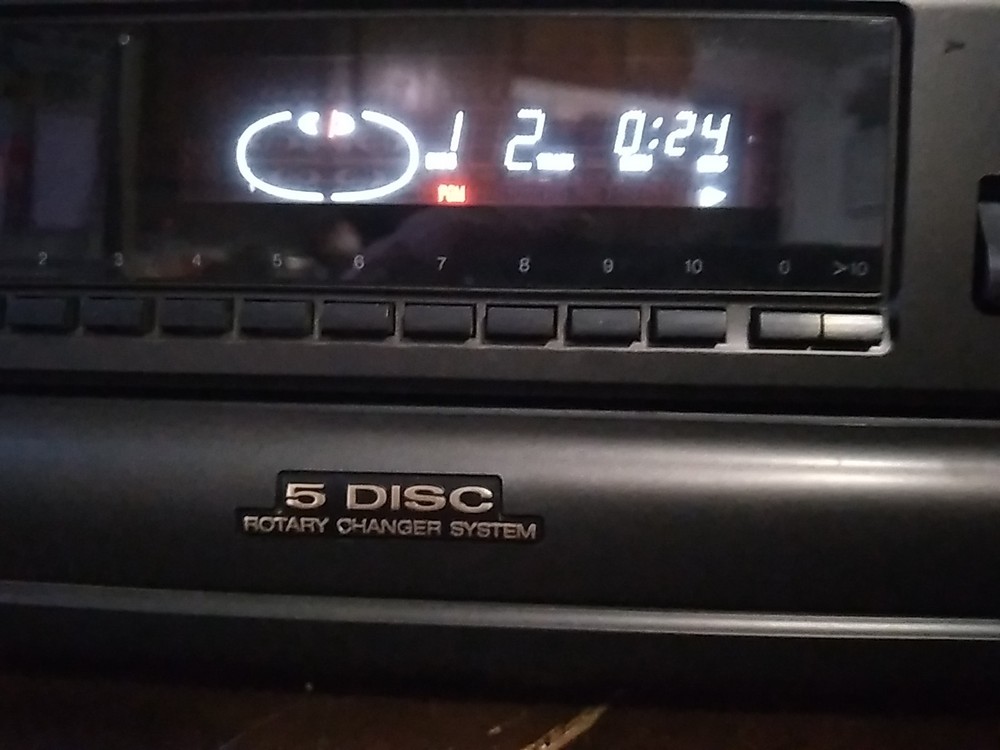 1 2 0:24
PGM
2 3 4 5 6 7 8 9 10 0 >10
5 DISC
ROTARY CHANGER SYSTEM